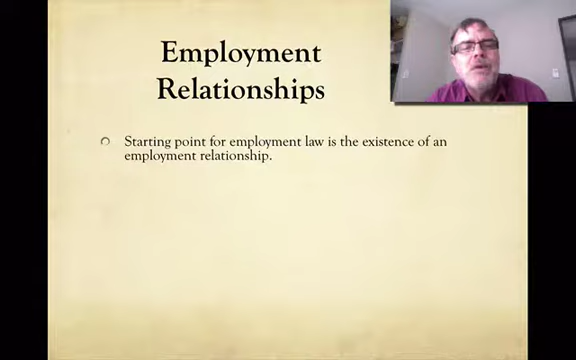 Employment
Relationships
Starting point for employment law is the existence of an
employment relationship.